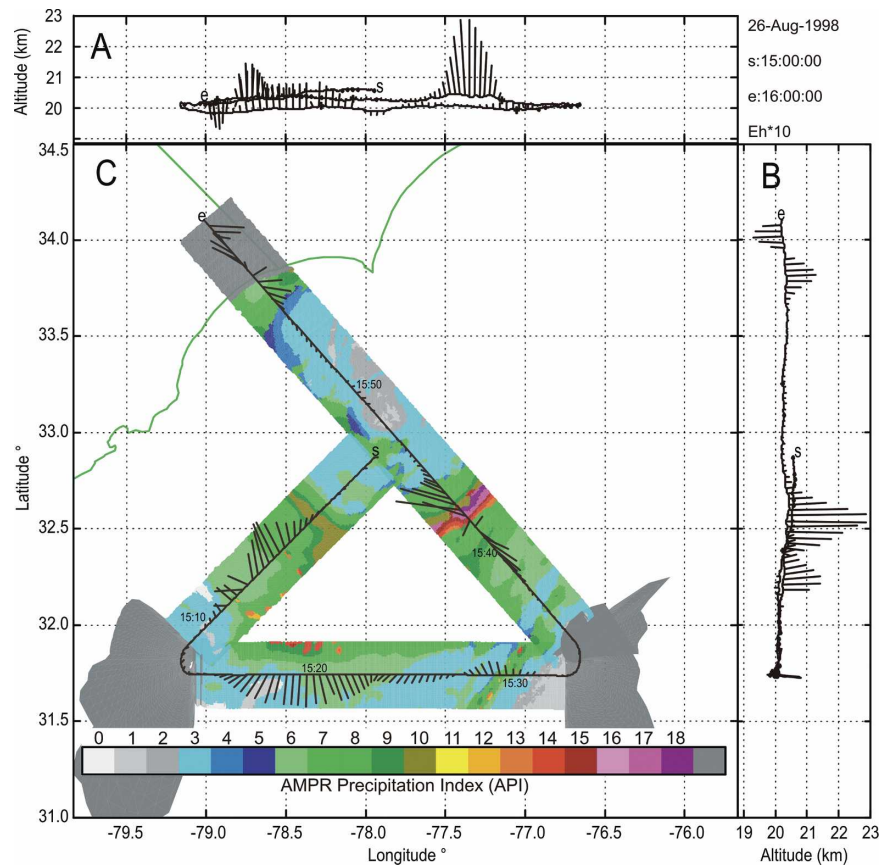 A
Altitude (km)
23
22
21
20
e
s
26-Aug-1998
s:15:00:00
e:16:00:00
Eh*10
C
Latitude °
34.5
34.0
33.5
33.0
32.5
32.0
31.5
31.0
e
15:50
s
15:40
15:10
15:20
15:30
0 1 2 3 4 5 6 7 8 9 10 11 12 13 14 15 16 17 18
AMPR Precipitation Index (API)
-79.5 -79.0 -78.5 -78.0 -77.5 -77.0 -76.5 -76.0
Longitude °
B
e
s
19 20 21 22 23
Altitude (km)